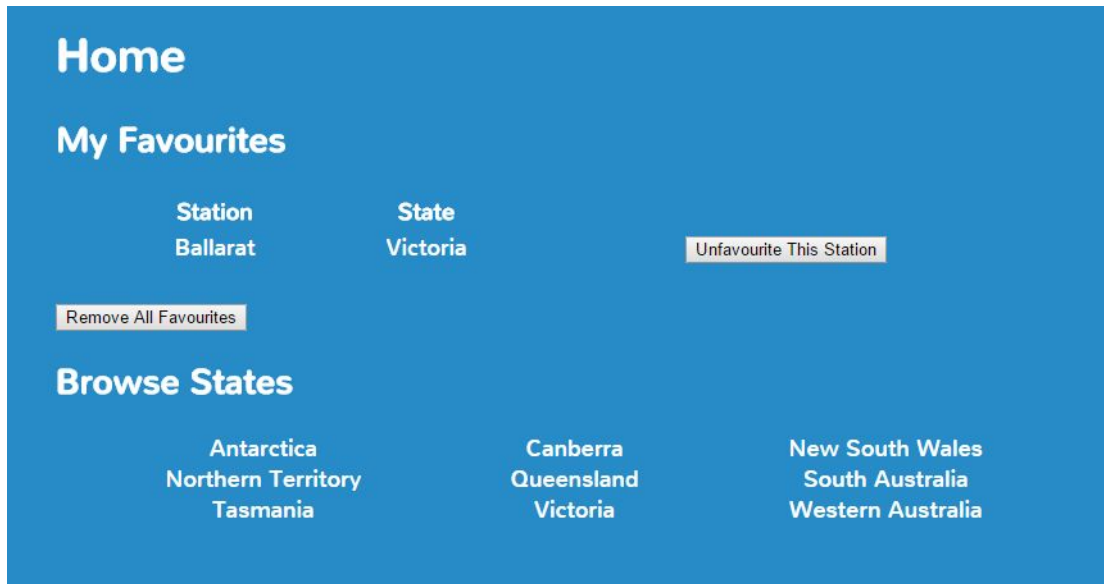 Home
My Favourites
Station State
Ballarat Victoria Unfavourite This Station
Remove All Favourites
Browse States
Antarctica Canberra New South Wales
Northern Territory Queensland South Australia
Tasmania Victoria Western Australia